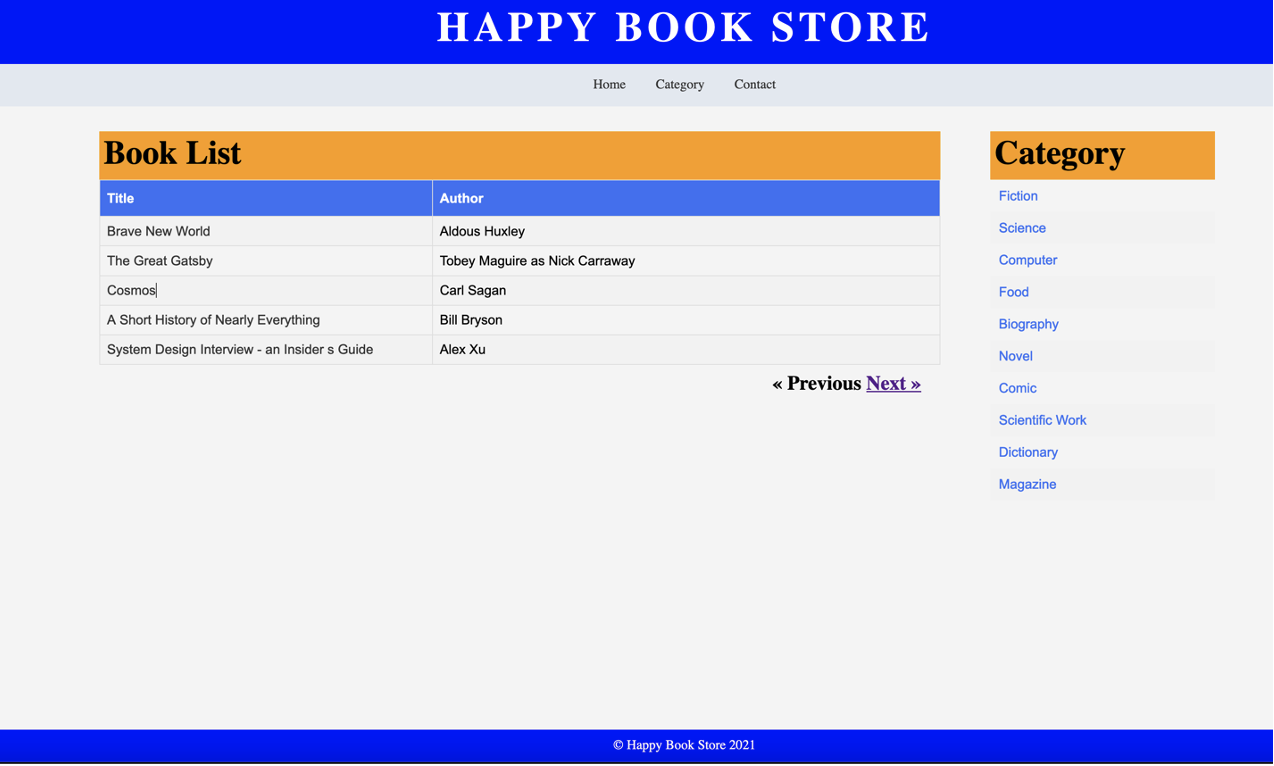 HAPPY BOOK STORE
Home Category Contact
Book List
Title Author
Brave New World Aldous Huxley
The Great Gatsby Tobey Maguire as Nick Carraway
Cosmos Carl Sagan
A Short History of Nearly Everything Bill Bryson
System Design Interview - an Insider s Guide Alex Xu
« Previous Next »
Category
Fiction
Science
Computer
Food
Biography
Novel
Comic
Scientific Work
Dictionary
Magazine
© Happy Book Store 2021